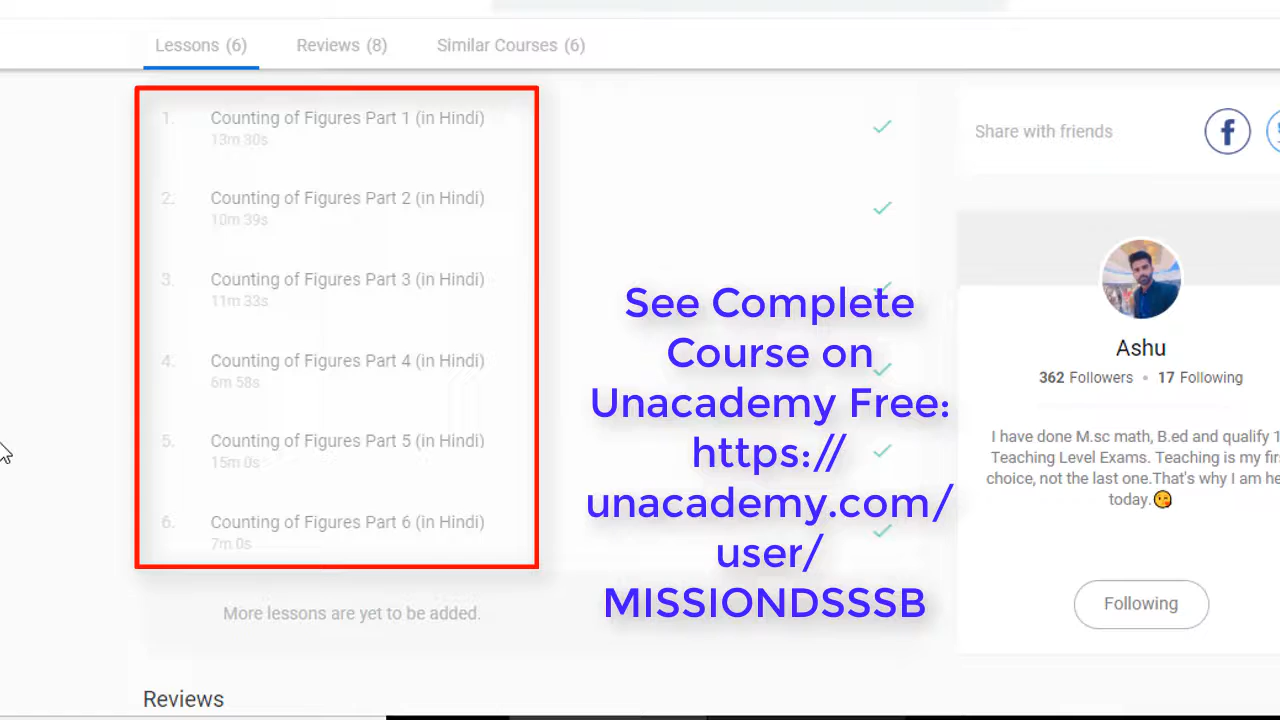 Lessons (6)
Reviews (8)
Similar Courses (6)
1. Counting of Figures Part 1 (in Hindi)
13m 30s
2. Counting of Figures Part 2 (in Hindi)
10m 39s
3. Counting of Figures Part 3 (in Hindi)
11m 33s
4. Counting of Figures Part 4 (in Hindi)
6m 58s
5. Counting of Figures Part 5 (in Hindi)
15m 0s
6. Counting of Figures Part 6 (in Hindi)
7m 0s
More lessons are yet to be added.
Reviews
See Complete
Course on
Unacademy Free:
https://
unacademy.com/
user/
MISSIONDSSSB
Share with friends
Ashu
362 Followers • 17 Following
I have done M.sc math, B.ed and qualify
Teaching Level Exams. Teaching is my
choice, not the last one.That's why I am
today.
Following